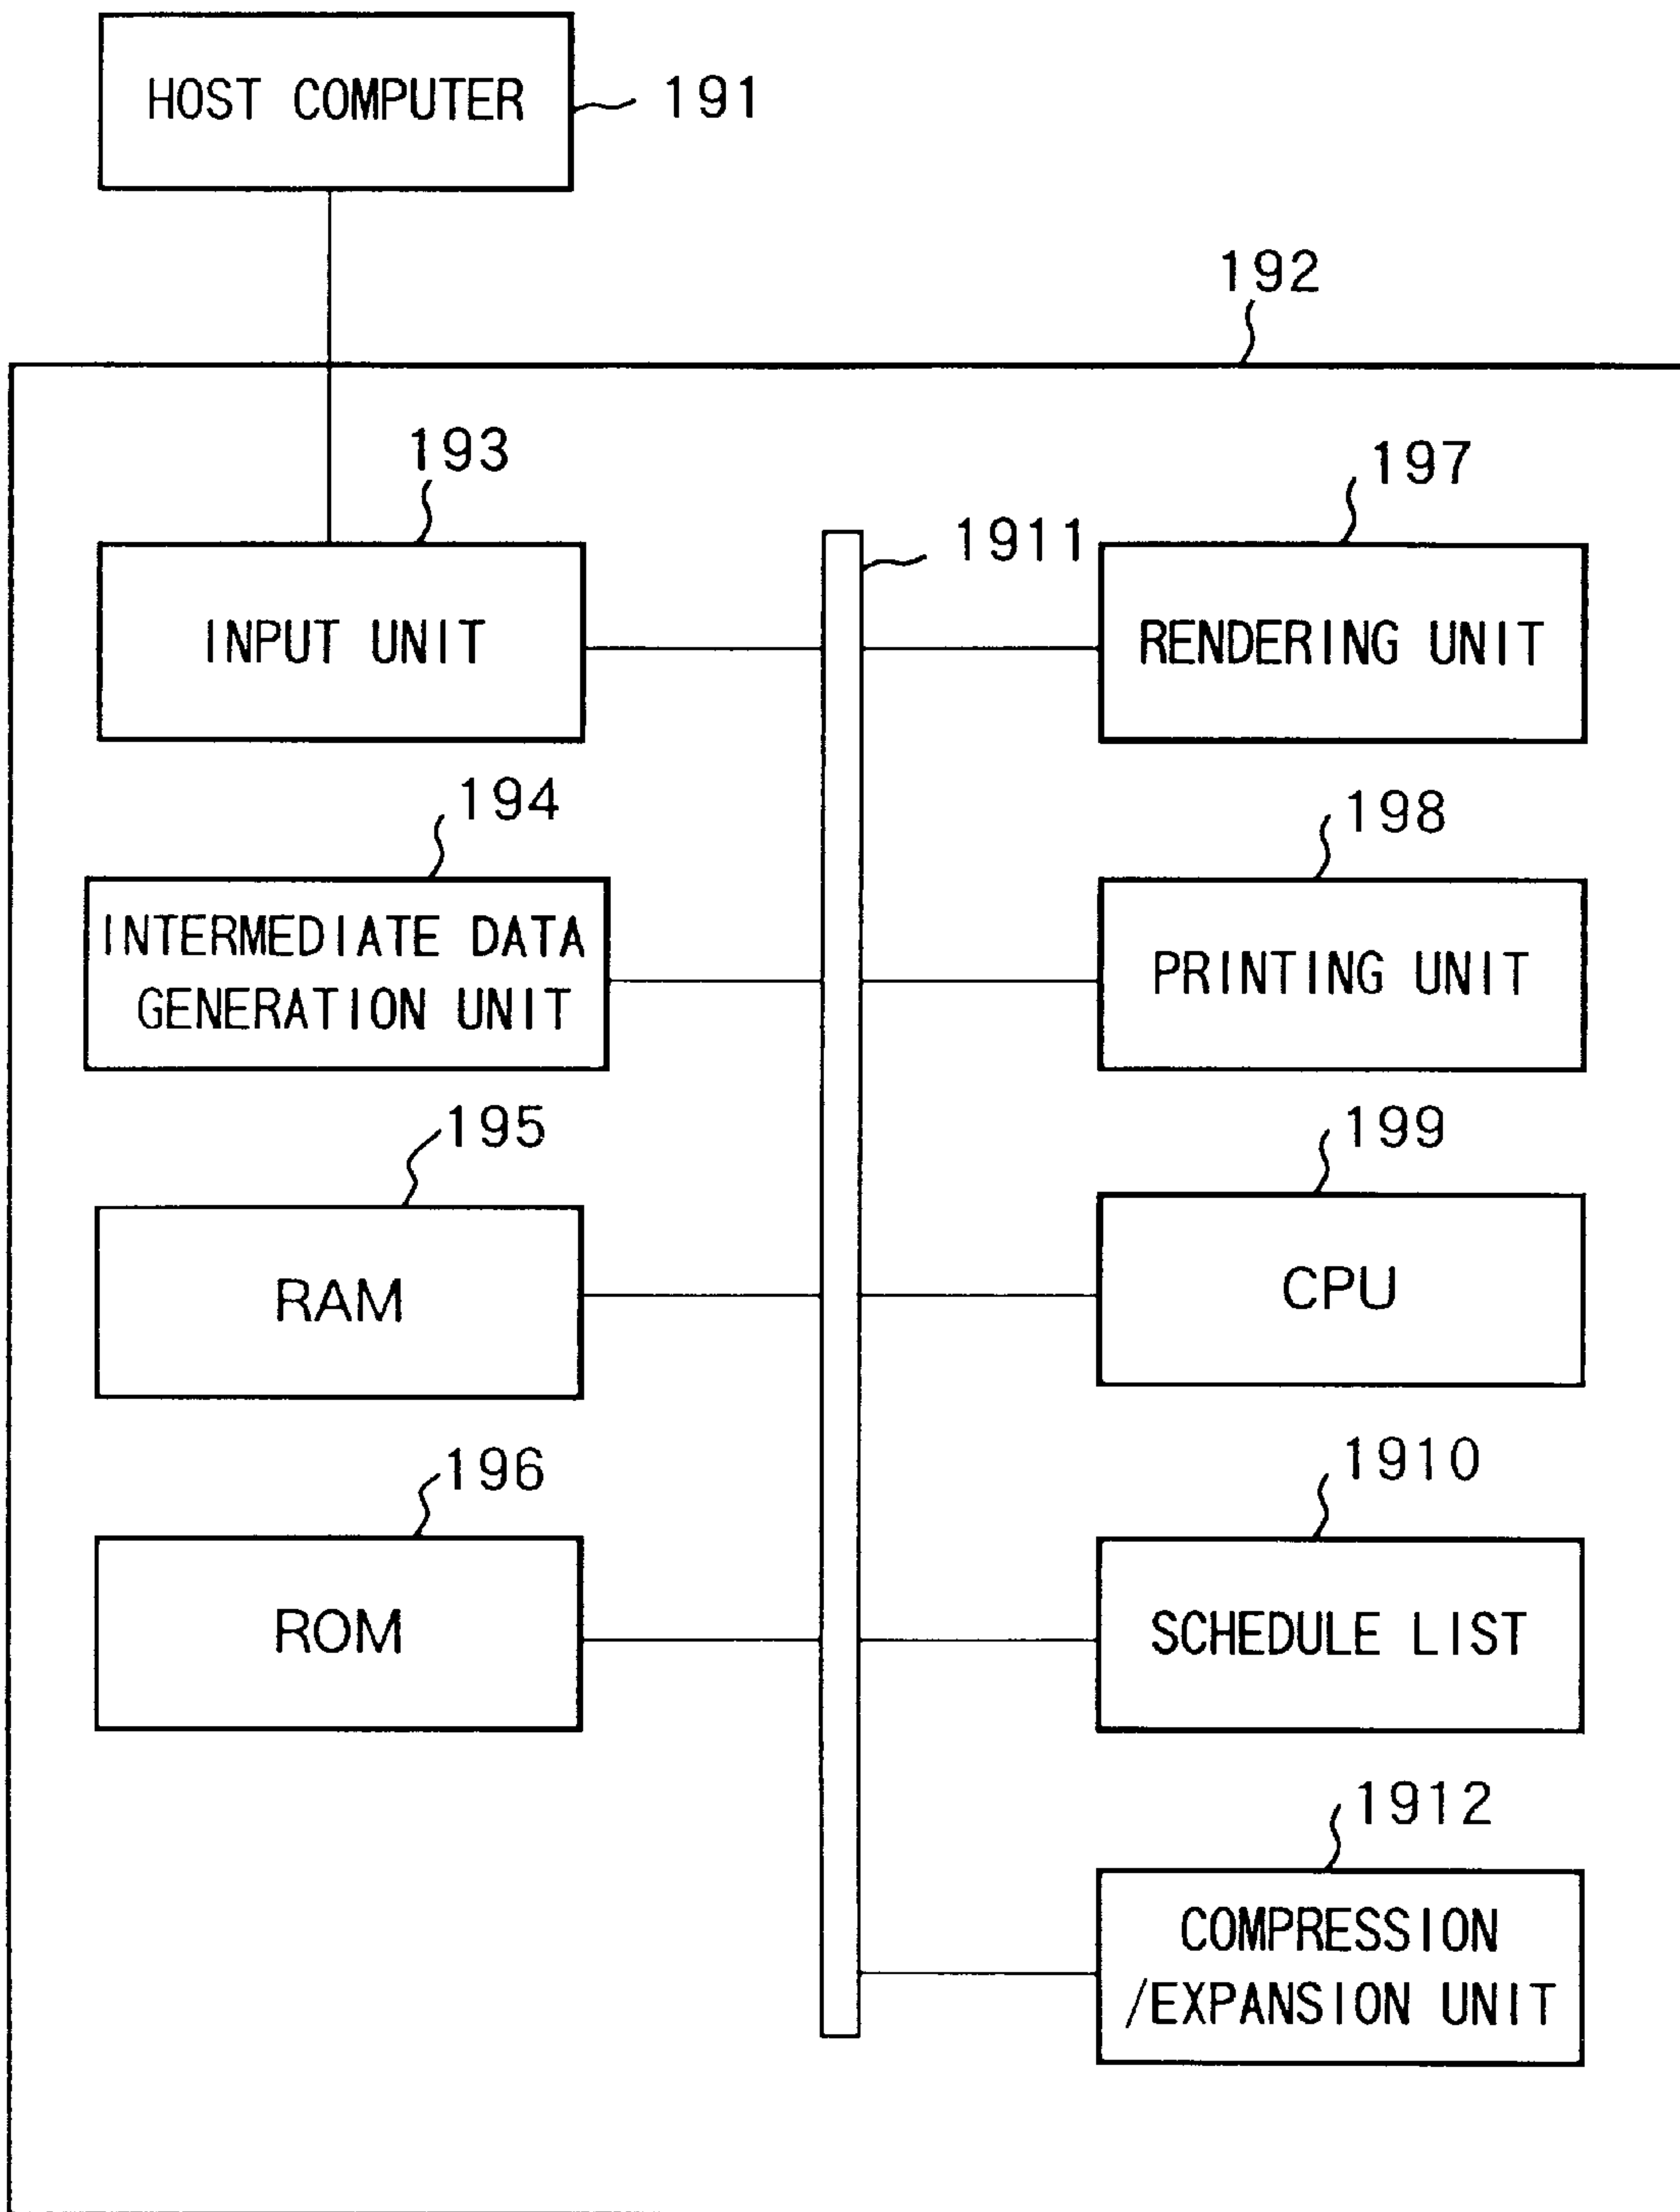 HOST COMPUTER
191
192
193
INPUT UNIT
1911
197
RENDERING UNIT
194
INTERMEDIATE DATA
GENERATION UNIT
198
PRINTING UNIT
195
RAM
199
CPU
196
ROM
1910
SCHEDULE LIST
1912
COMPRESSION
/EXPANSION UNIT